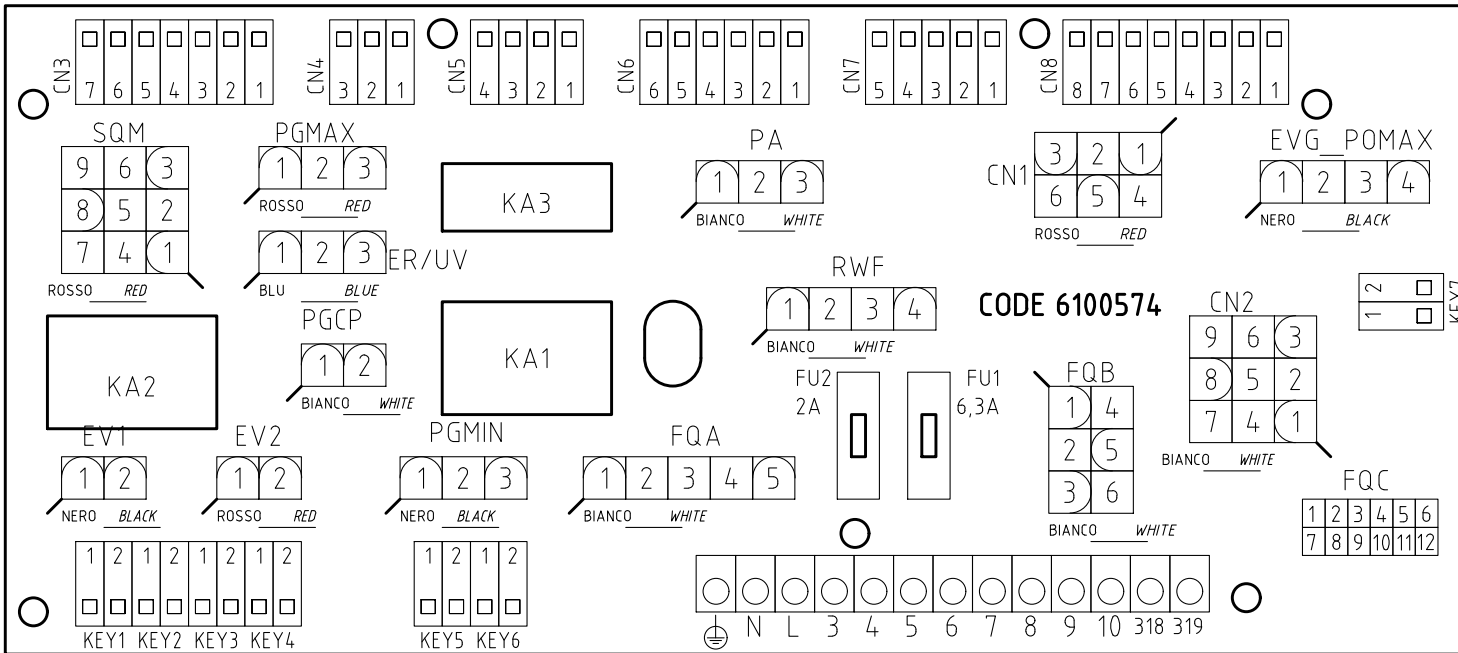 CN3 7 6 5 4 3 2 1
CN4 3 2 1
CN5 4 3 2 1
CN6 6 5 4 3 2 1
CN7 5 4 3 2 1
CN8 8 7 6 5 4 3 2 1
SQM
9 6 3
8 5 2
7 4 1
ROSSO RED
PGMAX
1 2 3
ROSSO RED
1 2 3 ER/UV
BLU BLUE
PGCP
1 2
BIANCO WHITE
KA3
KA1
KA2
PA
1 2 3
BIANCO WHITE
CN1
3 2 1
6 5 4
ROSSO RED
EVG_POMAX
1 2 3 4
NERO BLACK
RWF
1 2 3 4
BIANCO WHITE
CODE 6100574
KEY7
1 2
CN2
9 6 3
8 5 2
7 4 1
BIANCO WHITE
FU2
2A
FU1
6,3A
FQB
1 4
2 5
3 6
BIANCO WHITE
EV1
1 2
NERO BLACK
EV2
1 2
ROSSO RED
PGMIN
1 2 3
NERO BLACK
FQA
1 2 3 4 5
BIANCO WHITE
FQC
1 2 3 4 5 6
7 8 9 10 11 12
1 2 1 2 1 2 1 2
KEY1 KEY2 KEY3 KEY4
1 2 1 2
KEY5 KEY6
N L 3 4 5 6 7 8 9 10 318 319